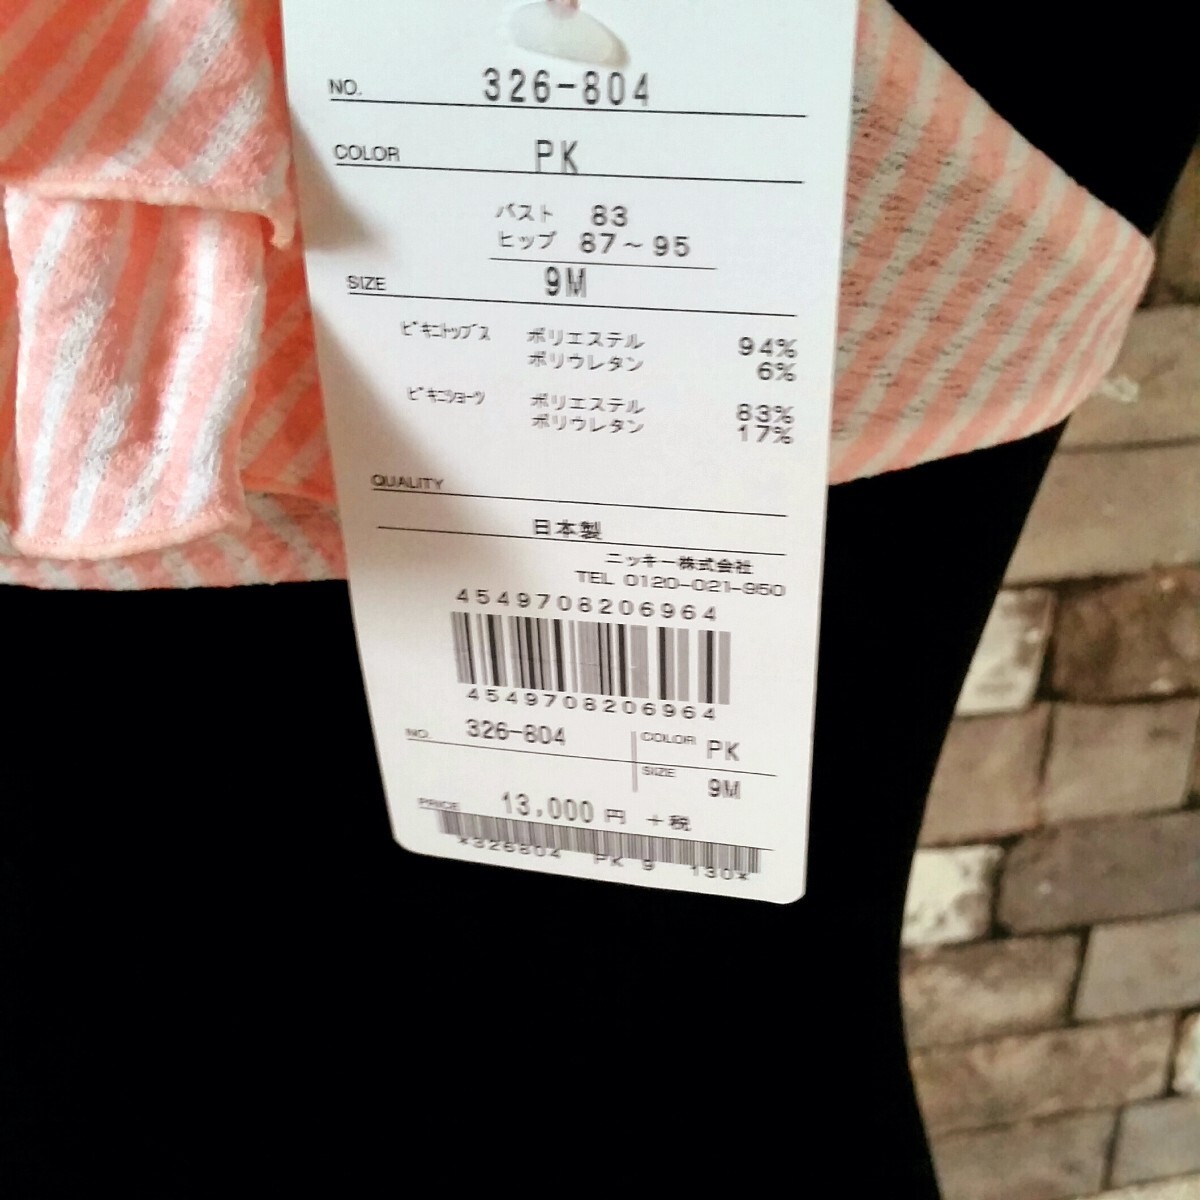 NO. 326-804
COLOR PK
バスト 83
ヒップ 87～95
SIZE 9M
ビキニトップス ポリエステル 94%
ポリウレタン 6%
ビキニショーツ ポリエステル 83%
ポリウレタン 17%
QUALITY
日本製
ニッキー株式会社
TEL 0120-021-950
4549708206964
4549708206964
NO. 326-804 COLOR PK
SIZE 9M
PRICE 13,000円 +税
*326804 PK 9 130*